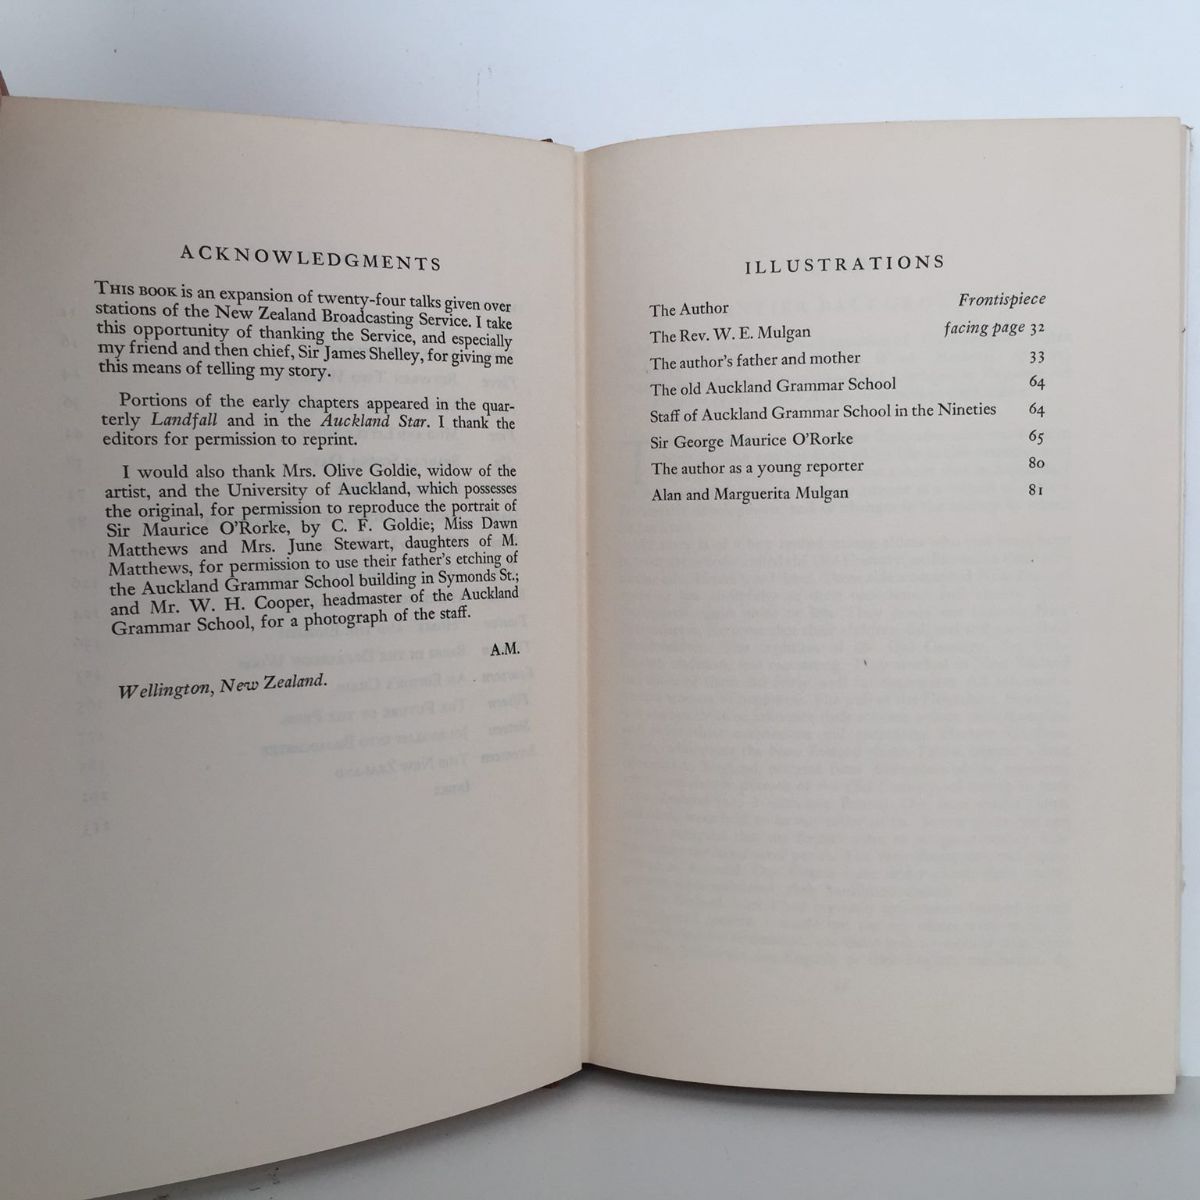 ACKNOWLEDGMENTS
THIS BOOK is an expansion of twenty-four talks given over
stations of the New Zealand Broadcasting Service. I take
this opportunity of thanking the Service, and especially
my friend and then chief, Sir James Shelley, for giving me
this means of telling my story.
Portions of the early chapters appeared in the quar-
terly Landfall and in the Auckland Star. I thank the
editors for permission to reprint.
I would also thank Mrs. Olive Goldie, widow of the
artist, and the University of Auckland, which possesses
the original, for permission to reproduce the portrait of
Sir Maurice O'Rorke, by C. F. Goldie; Miss Dawn
Matthews and Mrs. June Stewart, daughters of M.
Matthews, for permission to use their father's etching of
the Auckland Grammar School building in Symonds St.;
and Mr. W. H. Cooper, headmaster of the Auckland
Grammar School, for a photograph of the staff.
A.M.
Wellington, New Zealand.
ILLUSTRATIONS
The Author Frontispiece
The Rev. W. E. Mulgan facing page 32
The author's father and mother 33
The old Auckland Grammar School 64
Staff of Auckland Grammar School in the Nineties 64
Sir George Maurice O'Rorke 65
The author as a young reporter 80
Alan and Marguerita Mulgan 81